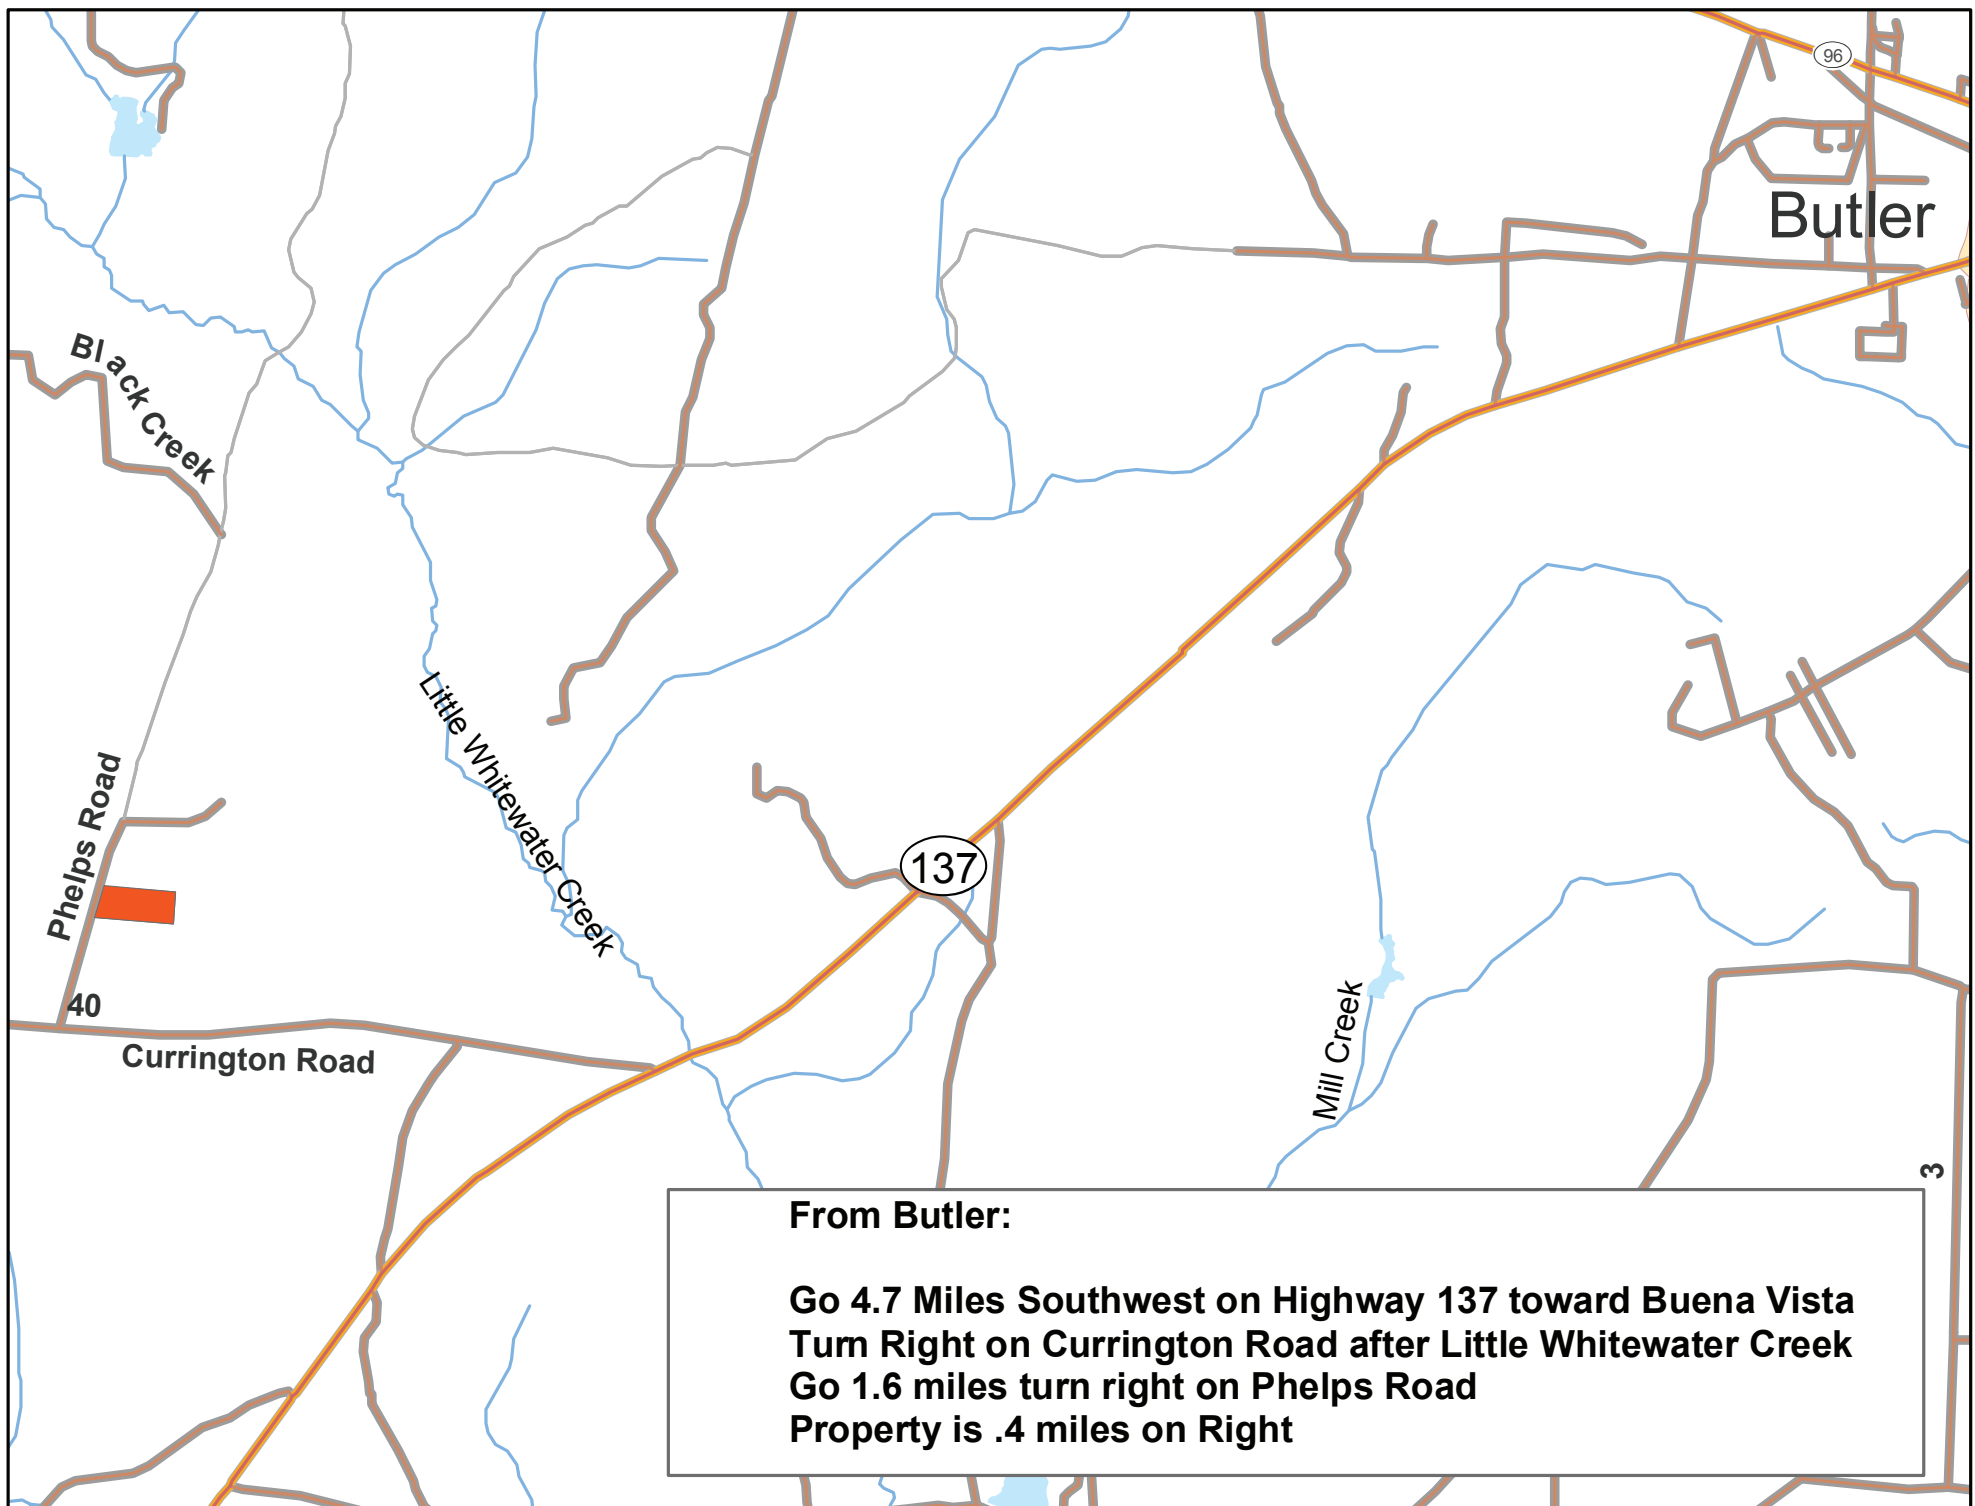 96
Butler
Black Creek
Little Whitewater Creek
Phelps Road
137
40
Currington Road
Mill Creek
3
From Butler:
Go 4.7 Miles Southwest on Highway 137 toward Buena Vista
Turn Right on Currington Road after Little Whitewater Creek
Go 1.6 miles turn right on Phelps Road
Property is .4 miles on Right